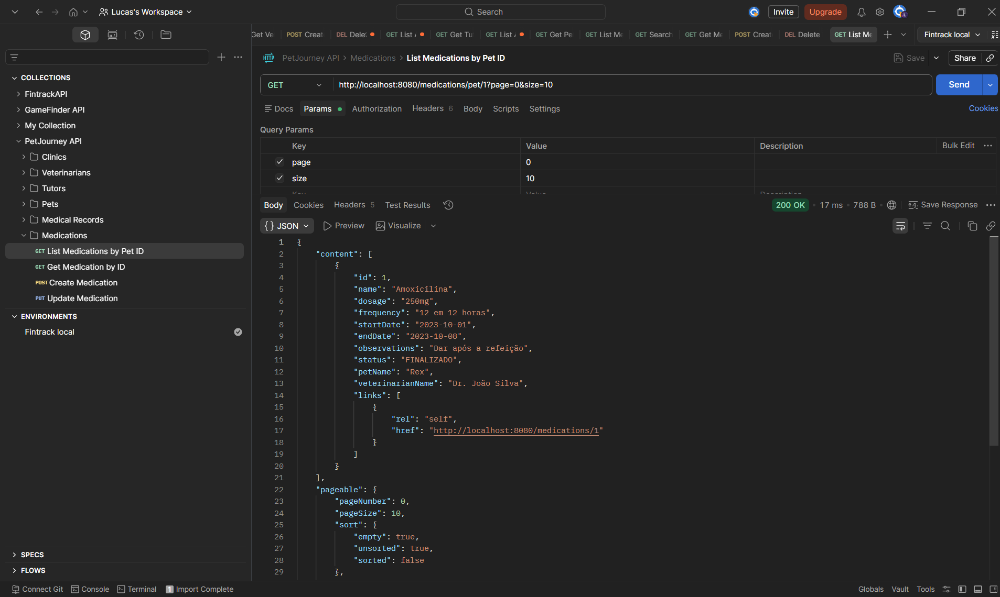 Lucas's Workspace
Search
Invite
Upgrade
Get Ve
POST Creat
DEL Delet
GET List
GET Get Tu
GET List
GET Get Pe
GET List Me
GET Search
GET Get Me
POST Creat
DEL Delete
GET List Me
Fintrack local
COLLECTIONS
FintrackAPI
GameFinder API
My Collection
PetJourney API
Clinics
Veterinarians
Tutors
Pets
Medical Records
Medications
GET List Medications by Pet ID
GET Get Medication by ID
POST Create Medication
PUT Update Medication
ENVIRONMENTS
Fintrack local
SPECS
FLOWS
HTTP PetJourney API > Medications > List Medications by Pet ID
Save
Share
GET http://localhost:8080/medications/pet/1?page=0&size=10
Send
Docs Params Authorization Headers 6 Body Scripts Settings
Cookies
Query Params
Key Value Description Bulk Edit
page 0
size 10
Key Value Description
Body Cookies Headers 5 Test Results
200 OK • 17 ms • 788 B • e.g. Save Response
{} JSON Preview Visualize
1 {
2 "content": [
3 {
4 "id": 1,
5 "name": "Amoxicilina",
6 "dosage": "250mg",
7 "frequency": "12 em 12 horas",
8 "startDate": "2023-10-01",
9 "endDate": "2023-10-08",
10 "observations": "Dar após a refeição",
11 "status": "FINALIZADO",
12 "petName": "Rex",
13 "veterinarianName": "Dr. João Silva",
14 "links": [
15 {
16 "rel": "self",
17 "href": "http://localhost:8080/medications/1"
18 }
19 ]
20 }
21 ],
22 "pageable": {
23 "pageNumber": 0,
24 "pageSize": 10,
25 "sort": {
26 "empty": true,
27 "unsorted": true,
28 "sorted": false
29 },
Connect Git Console Terminal 1 Import Complete
Globals Vault Tools